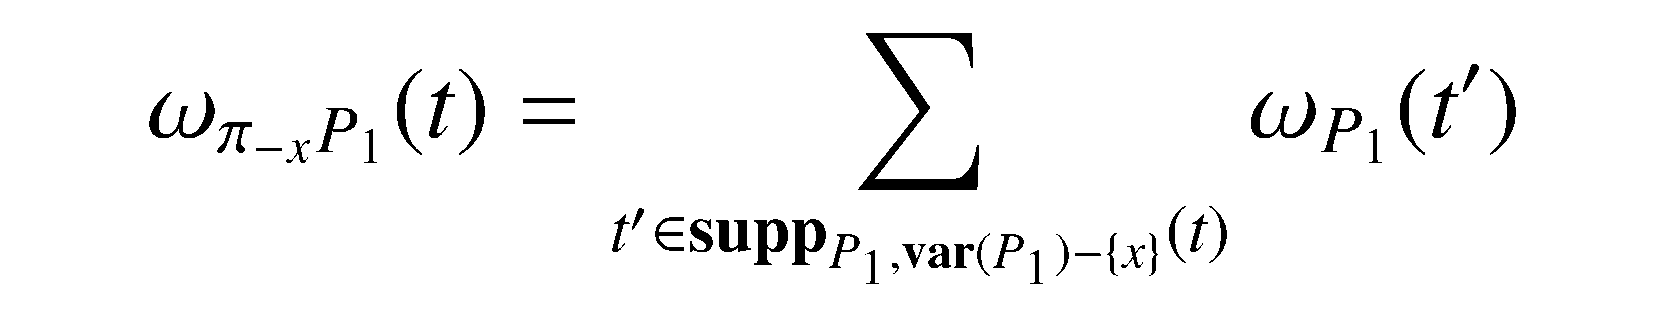 ω_{π_{−x}P_1}(t) = ∑_{t′∈supp_{P_1,var(P_1)−{x}}(t)} ω_{P_1}(t′)